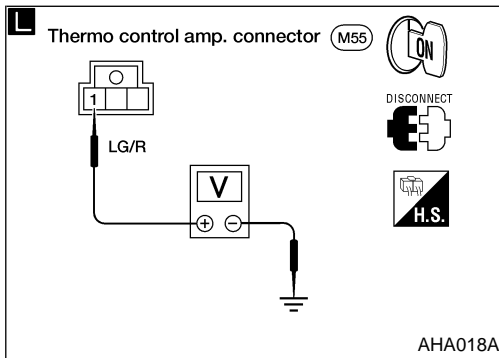 L
Thermo control amp. connector M55
ON
DISCONNECT
1
LG/R
V
+ −
H.S.
AHA018A